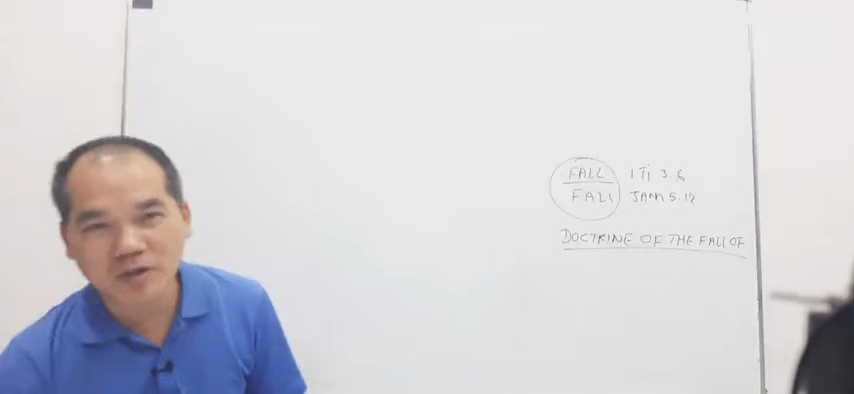 FALL 1 Ti 3.6
FALL JAM 5.12
DOCTRINE OF THE FALL OF